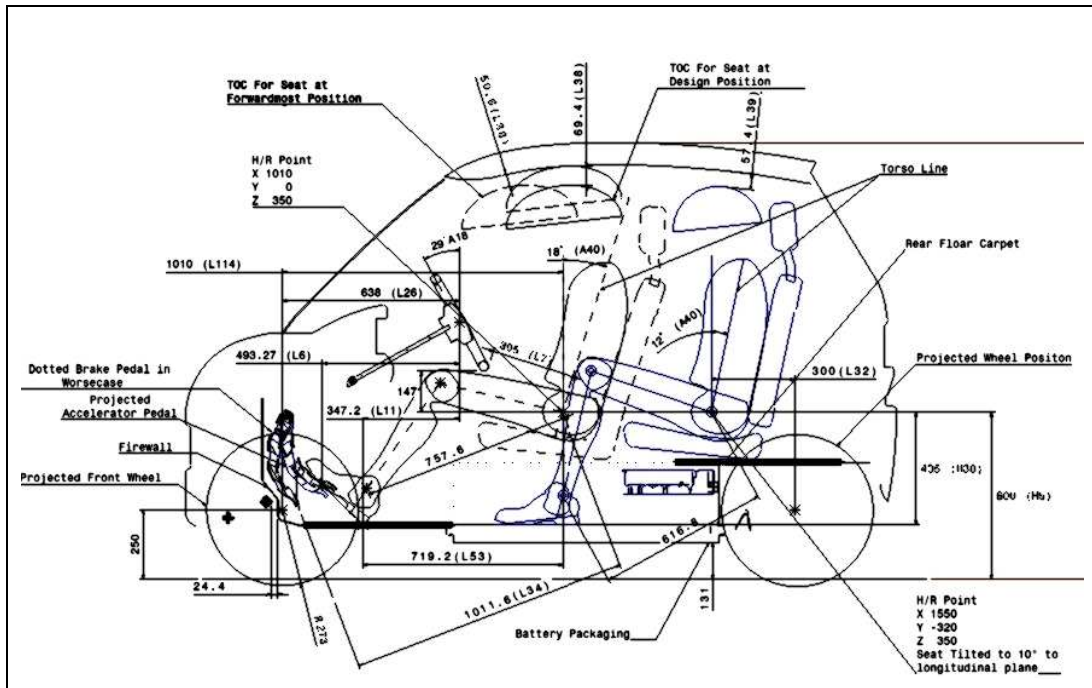 TOC For Seat at
Forwardmost Position
50.6(L38)
69.4(L38)
TOC For Seat at
Design Position
57.4(L39)
H/R Point
X 1010
Y 0
Z 350
Torso Line
29°A18
18° (A40)
Rear Floar Carpet
1010 (L114)
638 (L26)
12° (A40)
493.27 (L6)
Projected Wheel Positon
Dotted Brake Pedal in
Worsecase
300(L32)
Projected
Accelerator Pedal
147°
347.2 (L11)
Firewall
757.6
Projected Front Wheel
250
616.8
719.2(L53)
24.4
1011.6(L34)
131
R.273
Battery Packaging
H/R Point
X 1550
Y -320
Z 350
Seat Tilted to 10° to
longitudinal plane